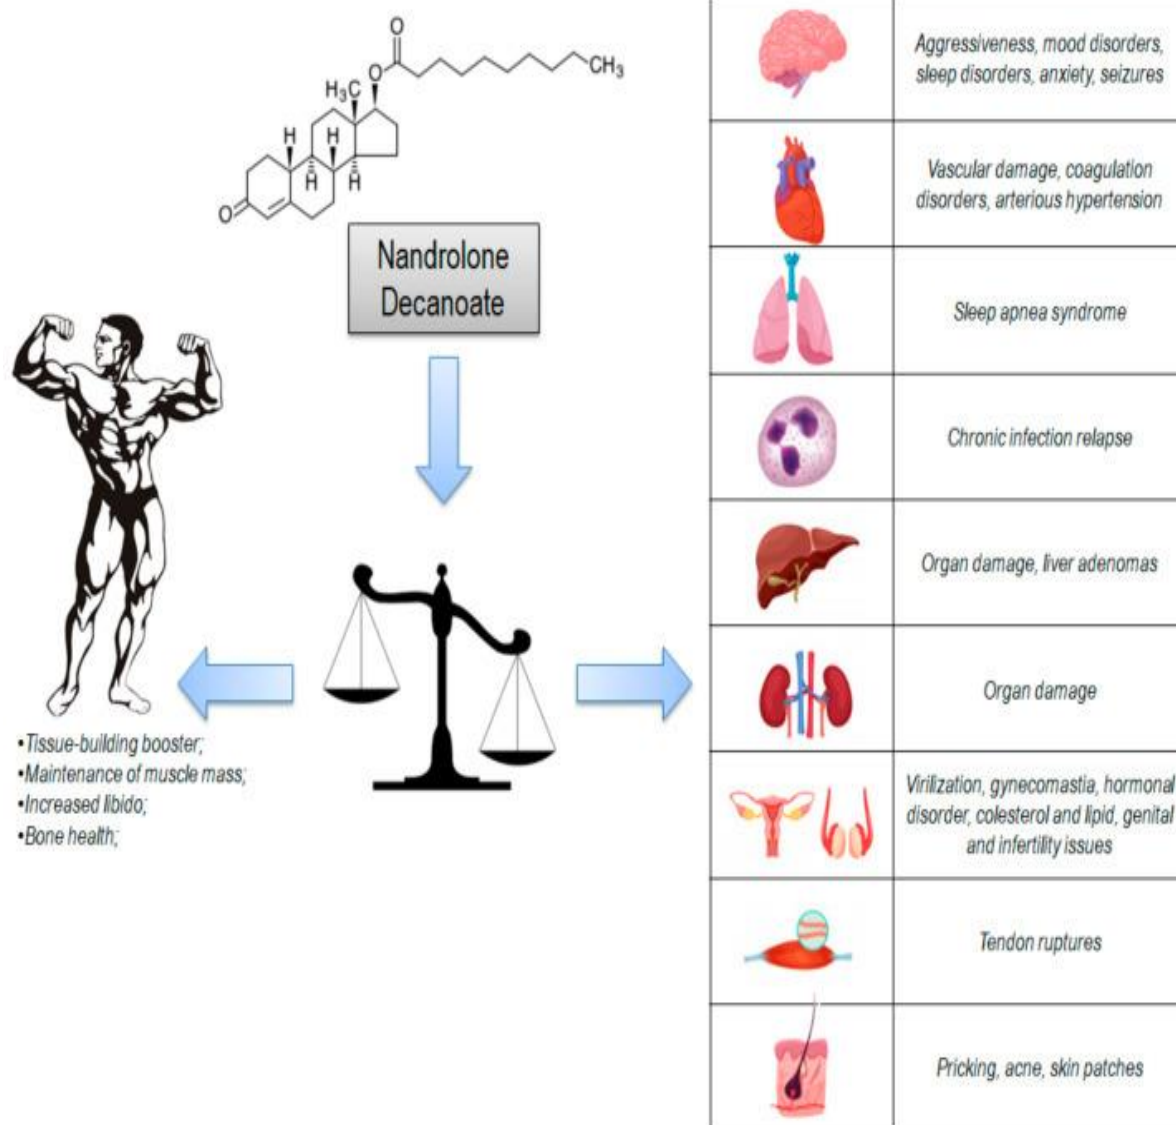 O
O
CH₃
H₃C
H
H
H
H
O
Nandrolone
Decanoate
•Tissue-building booster;
•Maintenance of muscle mass;
•Increased libido;
•Bone health;
Aggressiveness, mood disorders,
sleep disorders, anxiety, seizures
Vascular damage, coagulation
disorders, arterious hypertension
Sleep apnea syndrome
Chronic infection relapse
Organ damage, liver adenomas
Organ damage
Virilization, gynecomastia, hormonal
disorder, colesterol and lipid, genital
and infertility issues
Tendon ruptures
Pricking, acne, skin patches